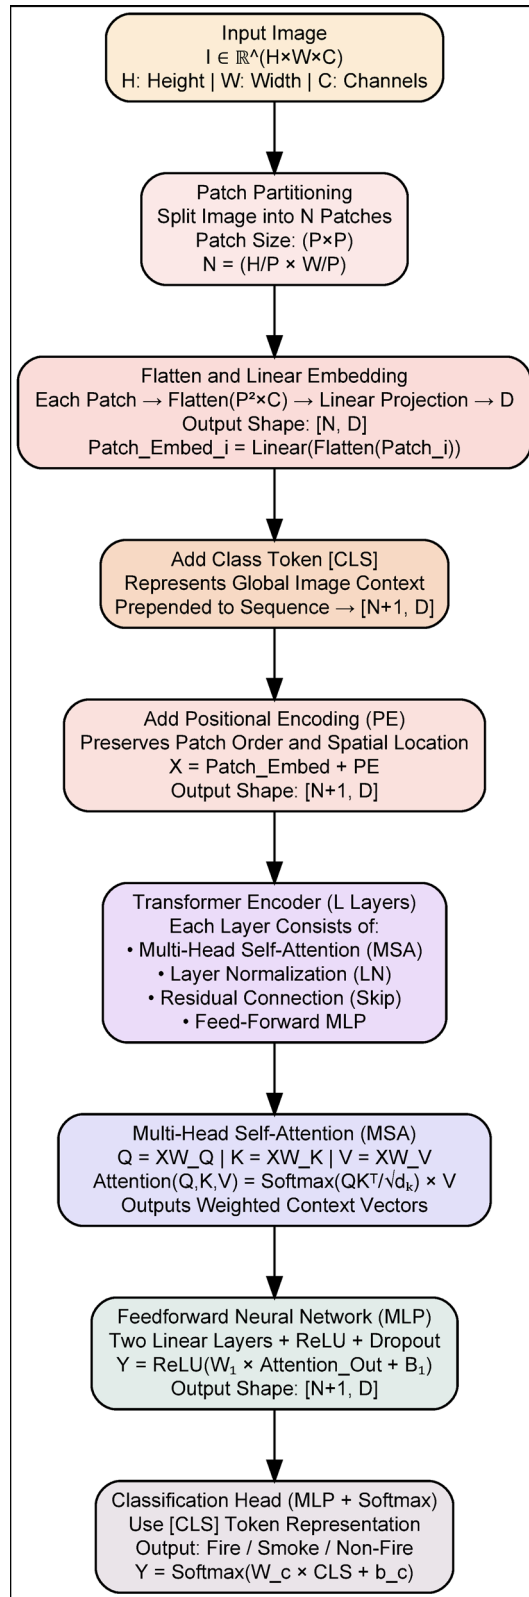 Input Image
I ∈ ℝ^(H×W×C)
H: Height | W: Width | C: Channels
Patch Partitioning
Split Image into N Patches
Patch Size: (P×P)
N = (H/P × W/P)
Flatten and Linear Embedding
Each Patch → Flatten(P²×C) → Linear Projection → D
Output Shape: [N, D]
Patch_Embed_i = Linear(Flatten(Patch_i))
Add Class Token [CLS]
Represents Global Image Context
Prepended to Sequence → [N+1, D]
Add Positional Encoding (PE)
Preserves Patch Order and Spatial Location
X = Patch_Embed + PE
Output Shape: [N+1, D]
Transformer Encoder (L Layers)
Each Layer Consists of:
• Multi-Head Self-Attention (MSA)
• Layer Normalization (LN)
• Residual Connection (Skip)
• Feed-Forward MLP
Multi-Head Self-Attention (MSA)
Q = XW_Q | K = XW_K | V = XW_V
Attention(Q,K,V) = Softmax(QKᵀ/√dₖ) × V
Outputs Weighted Context Vectors
Feedforward Neural Network (MLP)
Two Linear Layers + ReLU + Dropout
Y = ReLU(W₁ × Attention_Out + B₁)
Output Shape: [N+1, D]
Classification Head (MLP + Softmax)
Use [CLS] Token Representation
Output: Fire / Smoke / Non-Fire
Y = Softmax(W_c × CLS + b_c)